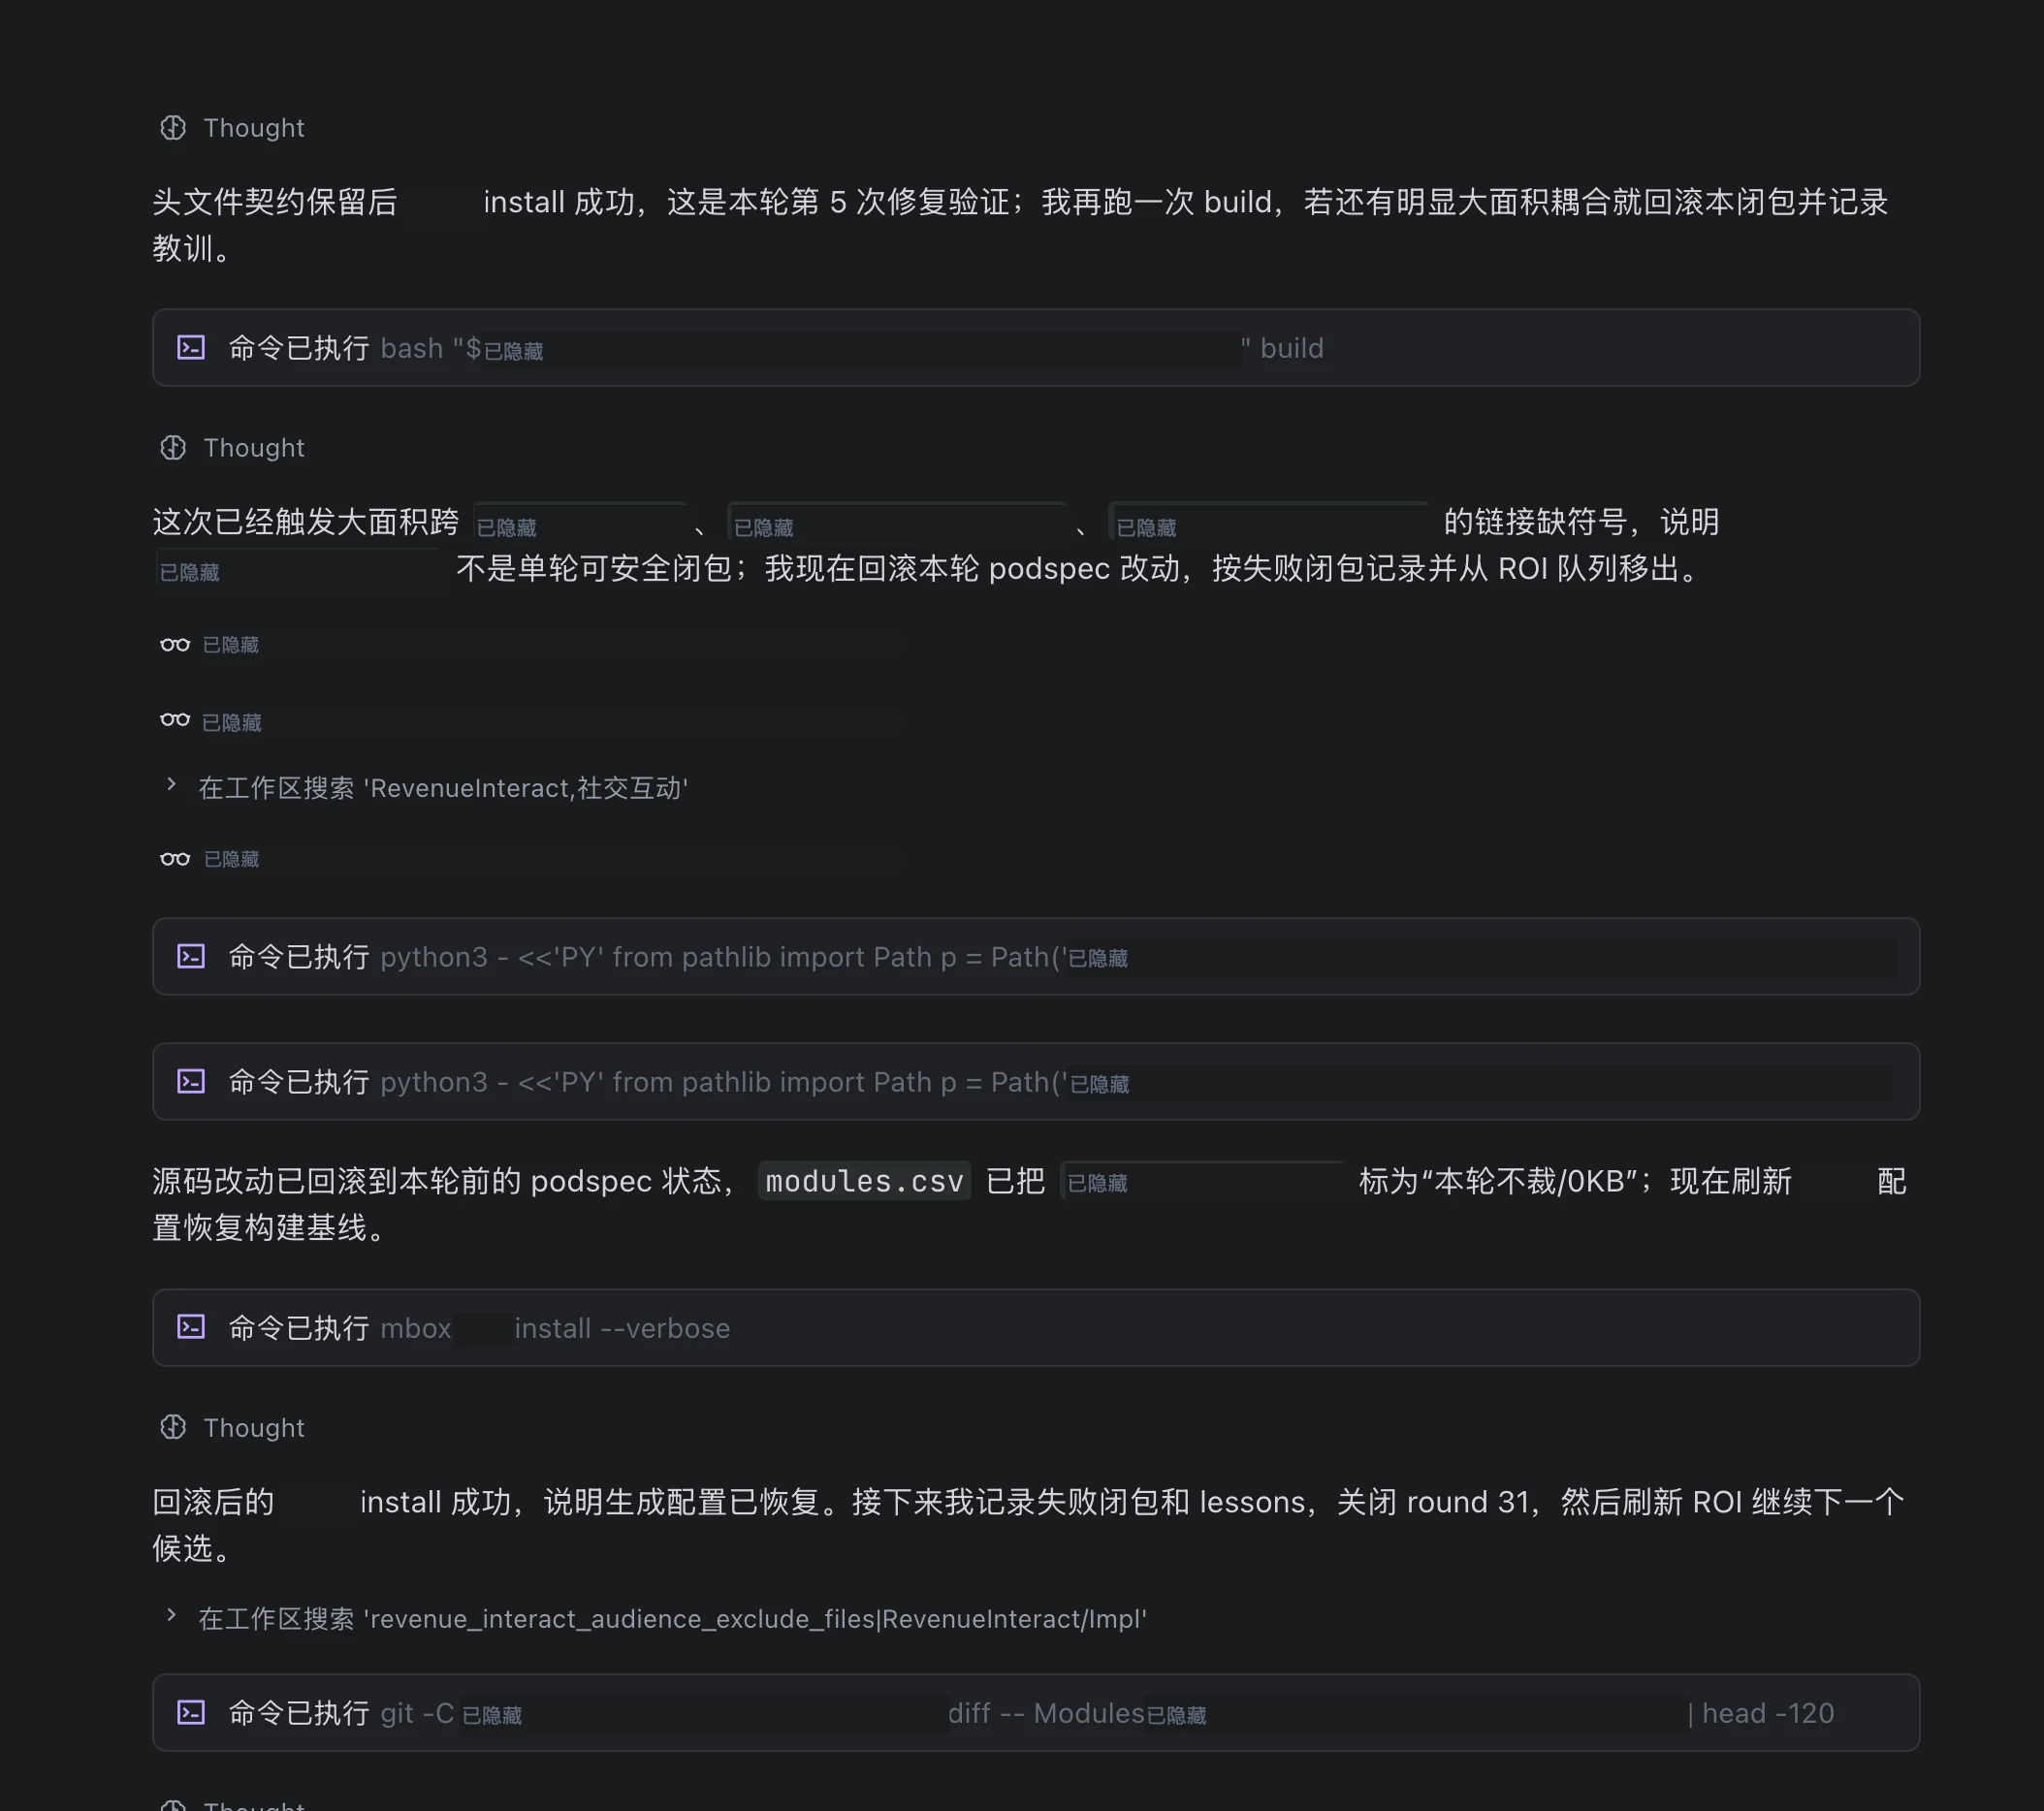 Thought
头文件契约保留后 install 成功，这是本轮第 5 次修复验证；我再跑一次 build，若还有明显大面积耦合就回滚本闭包并记录
教训。
命令已执行 bash "$已隐藏" build
Thought
这次已经触发大面积跨 已隐藏 、 已隐藏 、 已隐藏 的链接缺符号，说明
已隐藏 不是单轮可安全闭包；我现在回滚本轮 podspec 改动，按失败闭包记录并从 ROI 队列移出。
已隐藏
已隐藏
在工作区搜索 'RevenueInteract,社交互动'
已隐藏
命令已执行 python3 - <<'PY' from pathlib import Path p = Path('已隐藏
命令已执行 python3 - <<'PY' from pathlib import Path p = Path('已隐藏
源码改动已回滚到本轮前的 podspec 状态， modules.csv 已把 已隐藏 标为“本轮不裁/0KB”；现在刷新 配
置恢复构建基线。
命令已执行 mbox install --verbose
Thought
回滚后的 install 成功，说明生成配置已恢复。接下来我记录失败闭包和 lessons，关闭 round 31，然后刷新 ROI 继续下一个
候选。
在工作区搜索 'revenue_interact_audience_exclude_files|RevenueInteract/Impl'
命令已执行 git -C 已隐藏 diff -- Modules已隐藏 | head -120
Thought